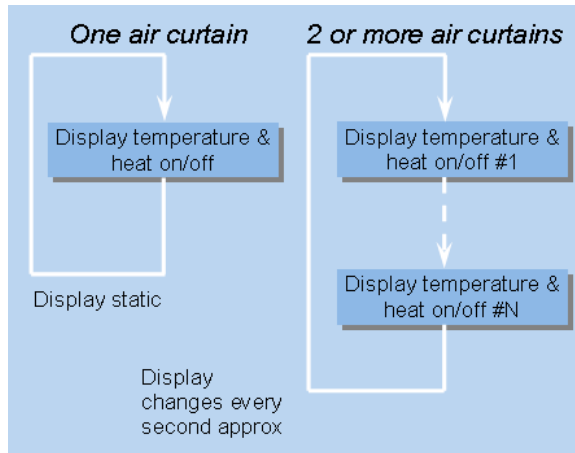 One air curtain
Display temperature &
heat on/off
Display static
2 or more air curtains
Display temperature &
heat on/off #1
Display temperature &
heat on/off #N
Display
changes every
second approx